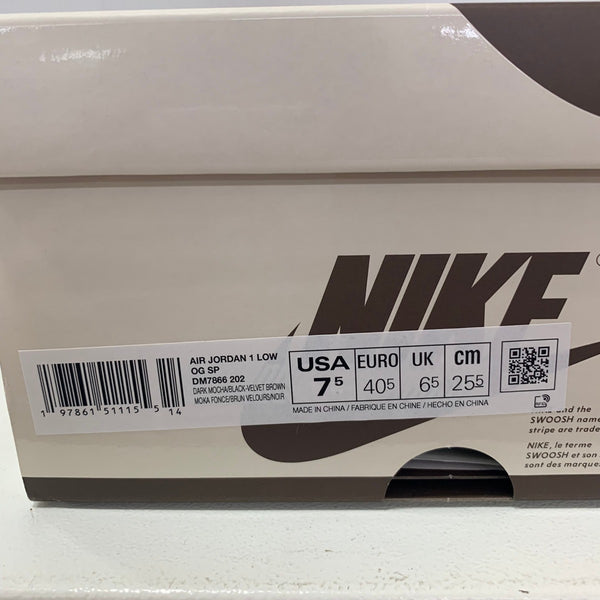 NIKE
AIR JORDAN 1 LOW
OG SP
DM7866 202
DARK MOCHA/BLACK-VELVET BROWN
MOKA FONCE/BRUN VELOURS/NOIR
1 97861 51115 5 14
USA
7 5
EURO
40 5
UK
6 5
cm
25 5
MADE IN CHINA / FABRIQUE EN CHINE / HECHO EN CHINA
NIKE and the
SWOOSH name
stripe are trade
NIKE, le terme
SWOOSH et son
sont des marque